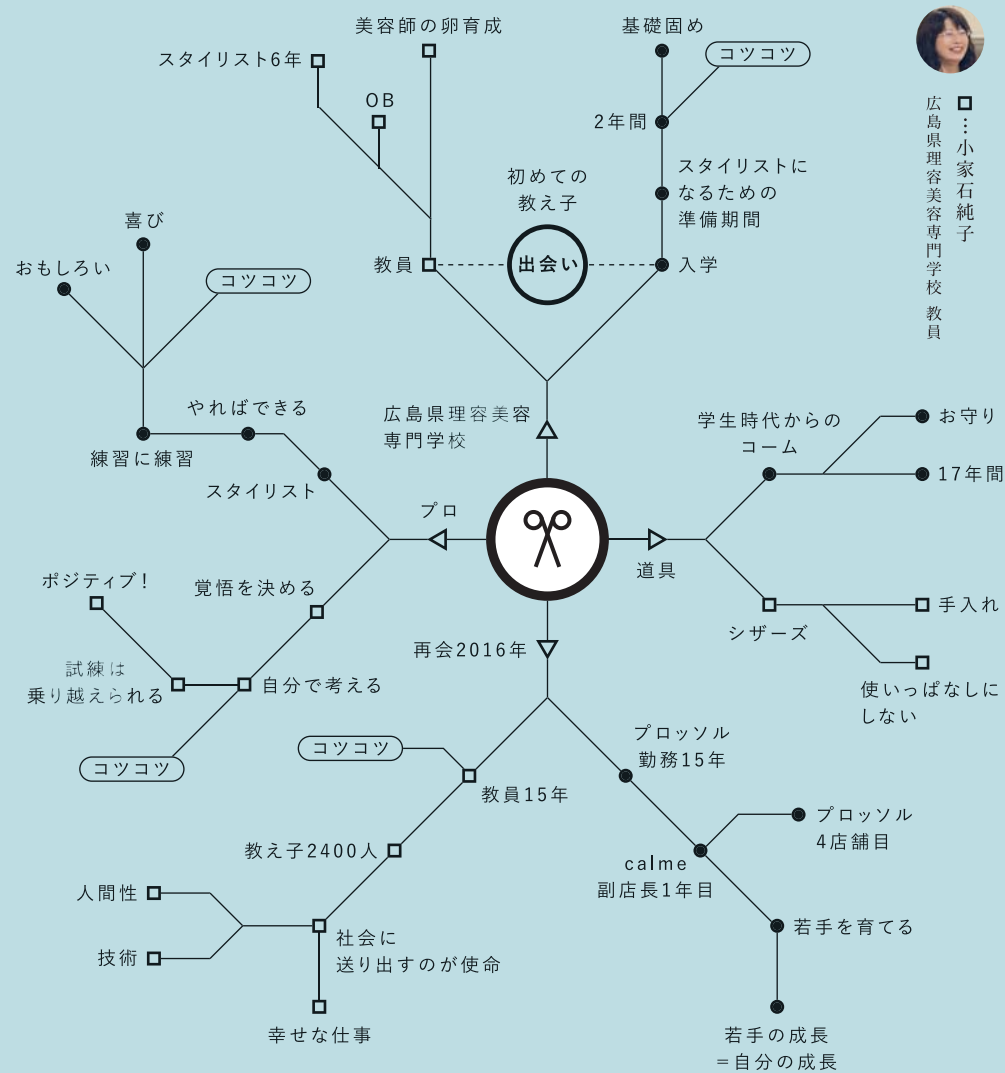 美容師の卵育成
スタイリスト6年
OB
教員
基礎固め
コツコツ
2年間
スタイリストに
なるための
準備期間
入学
初めての
教え子
出会い
□…小家石純子
広島県理容美容専門学校 教員
喜び
おもしろい
コツコツ
やればできる
練習に練習
スタイリスト
広島県理容美容
専門学校
プロ
覚悟を決める
ポジティブ!
試練は
乗り越えられる
自分で考える
コツコツ
学生時代からの
コーム
お守り
17年間
道具
シザーズ
手入れ
使いっぱなしに
しない
再会2016年
コツコツ
教員15年
教え子2400人
人間性
技術
社会に
送り出すのが使命
幸せな仕事
プロッソル
勤務15年
プロッソル
4店舗目
calme
副店長1年目
若手を育てる
若手の成長
=自分の成長